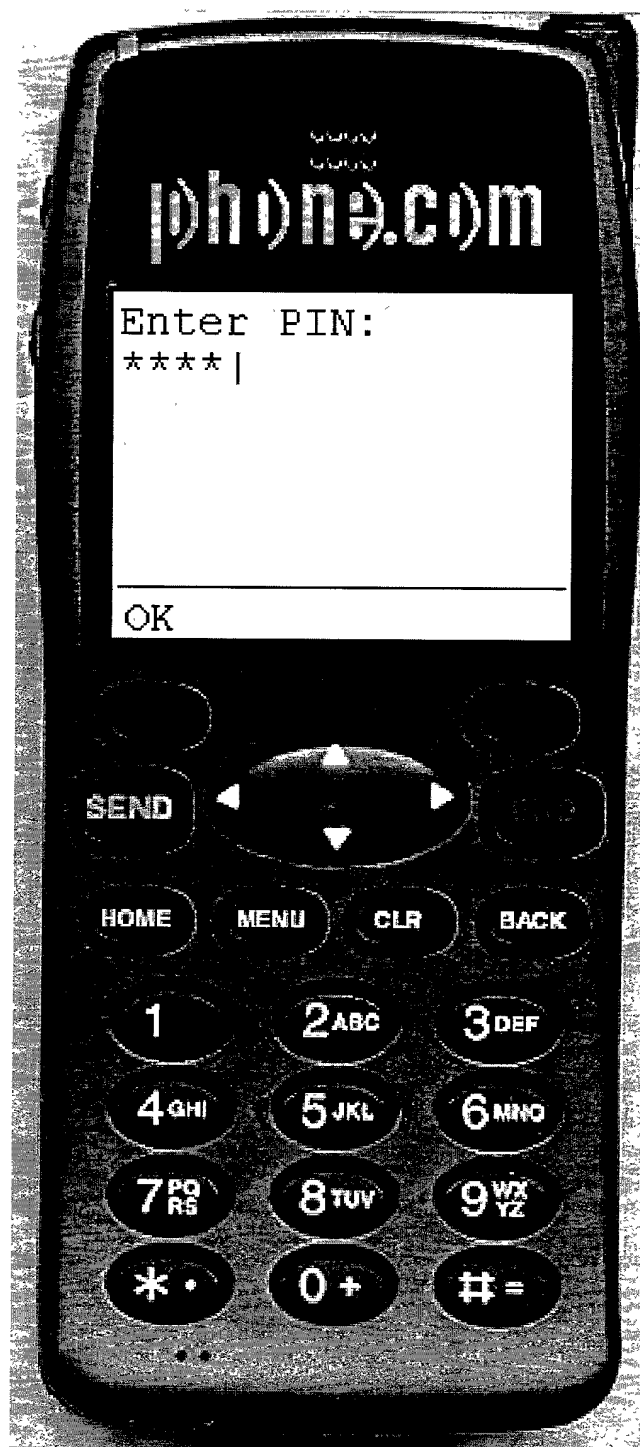 phone.com
Enter PIN:
****|
OK
SEND
END
HOME MENU CLR BACK
1 2ABC 3DEF
4GHI 5JKL 6MNO
7PQRS 8TUV 9WXYZ
*• 0+ #=